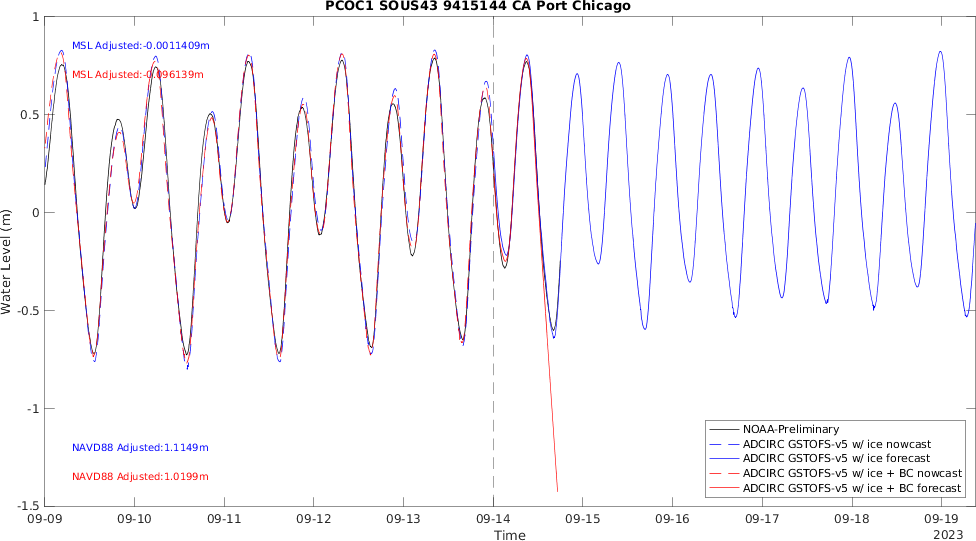 PCOC1 SOUS43 9415144 CA Port Chicago
MSL Adjusted:-0.0011409m
MSL Adjusted:-0.096139m
NAVD88 Adjusted:1.1149m
NAVD88 Adjusted:1.0199m
Water Level (m)
1
0.5
0
-0.5
-1
-1.5
NOAA-Preliminary
ADCIRC GSTOFS-v5 w/ ice nowcast
ADCIRC GSTOFS-v5 w/ ice forecast
ADCIRC GSTOFS-v5 w/ ice + BC nowcast
ADCIRC GSTOFS-v5 w/ ice + BC forecast
09-09 09-10 09-11 09-12 09-13 09-14 09-15 09-16 09-17 09-18 09-19
Time
2023